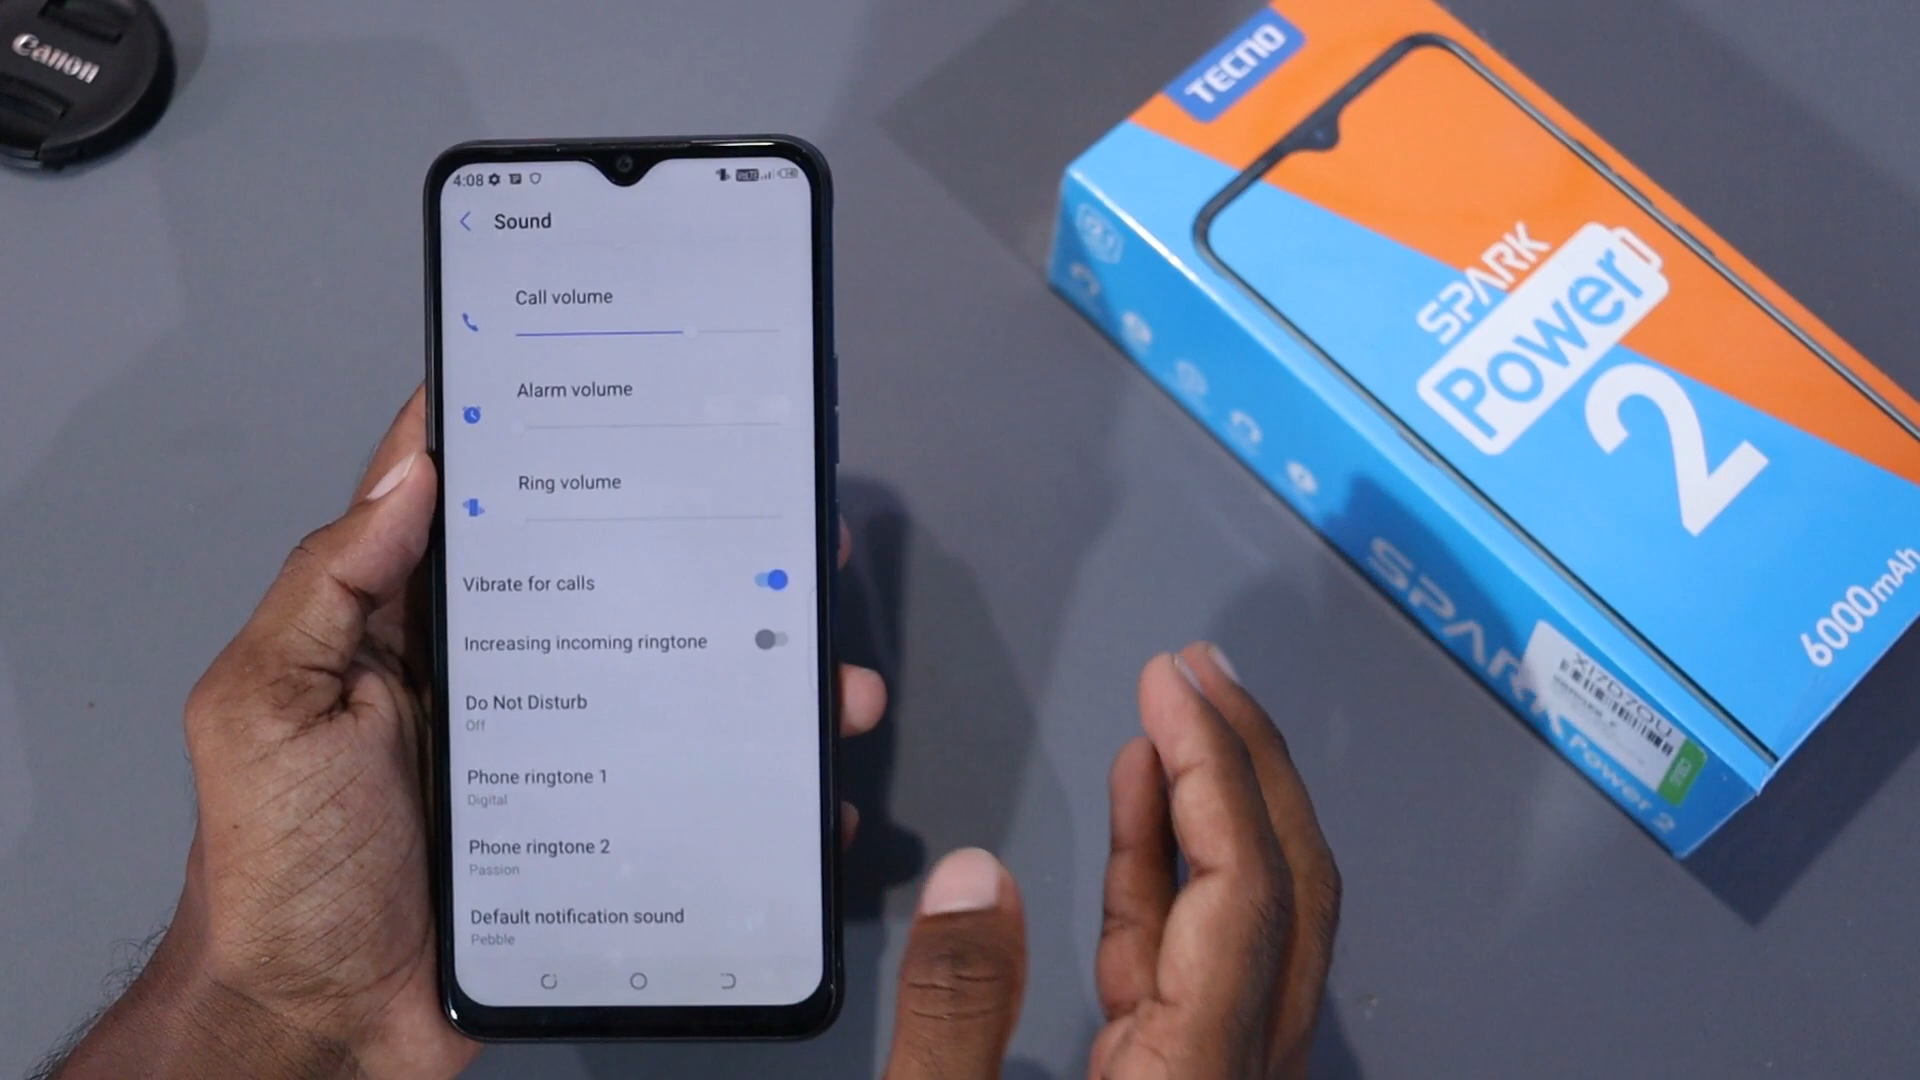 Canon
4:08
Sound
Call volume
Alarm volume
Ring volume
Vibrate for calls
Increasing incoming ringtone
Do Not Disturb
Off
Phone ringtone 1
Digital
Phone ringtone 2
Passion
Default notification sound
Pebble
TECNO
SPARK
Power
2
6000mAh
SPARK
Power 2